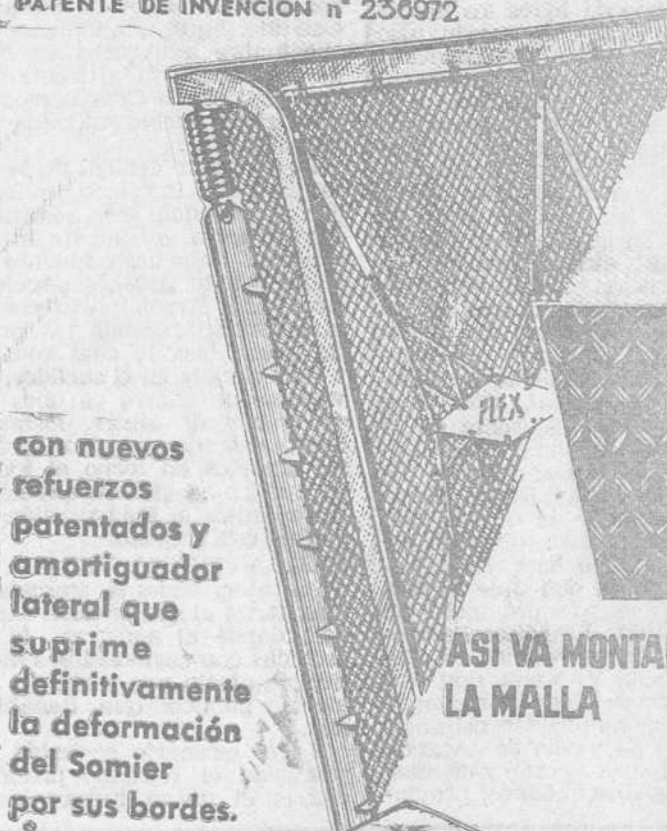 PATENTE DE INVENCION nº 236972
FLEX
con nuevos
refuerzos
patentados y
amortiguador
lateral que
suprime
definitivamente
la deformación
del Somier
por sus bordes.
ASI VA MONTA
LA MALLA